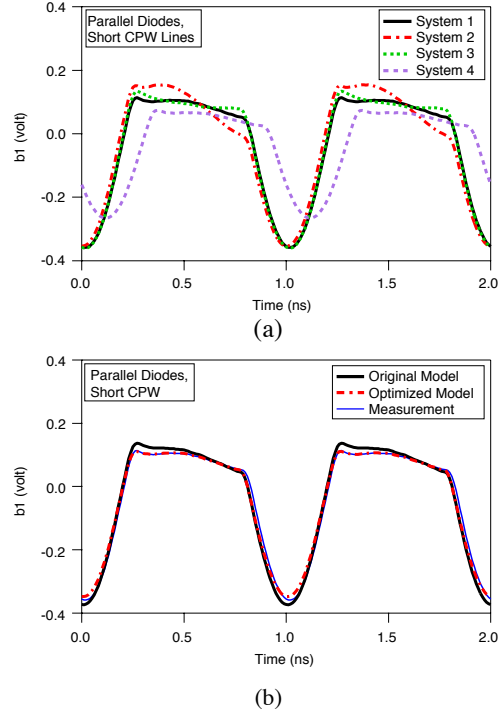 Parallel Diodes,
Short CPW Lines
System 1
System 2
System 3
System 4
0.4
0.2
0.0
-0.2
-0.4
b1 (volt)
0.0 0.5 1.0 1.5 2.0
Time (ns)
(a)
Parallel Diodes,
Short CPW
Original Model
Optimized Model
Measurement
0.4
0.2
0.0
-0.2
-0.4
b1 (volt)
0.0 0.5 1.0 1.5 2.0
Time (ns)
(b)